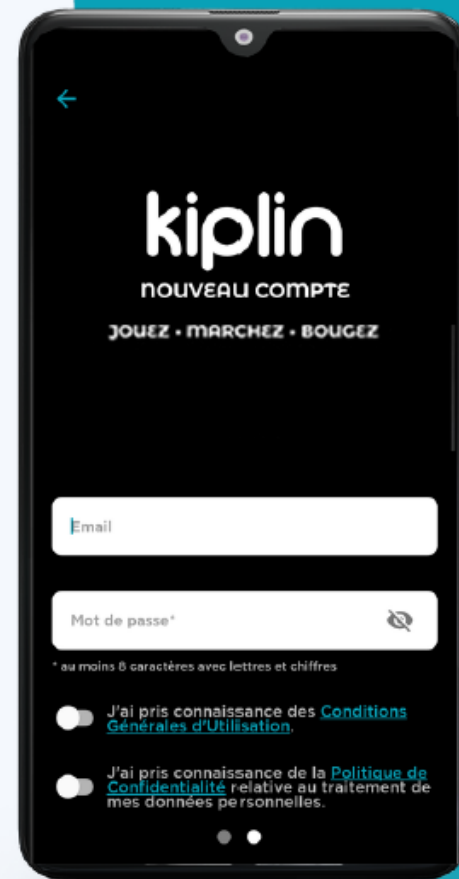 kiplin
NOUVEAU COMPTE
JOUEZ • MARCHEZ • BOUGEZ
Email
Mot de passe*
* au moins 8 caractères avec lettres et chiffres
J'ai pris connaissance des Conditions
Générales d'Utilisation.
J'ai pris connaissance de la Politique de
Confidentialité relative au traitement de
mes données personnelles.